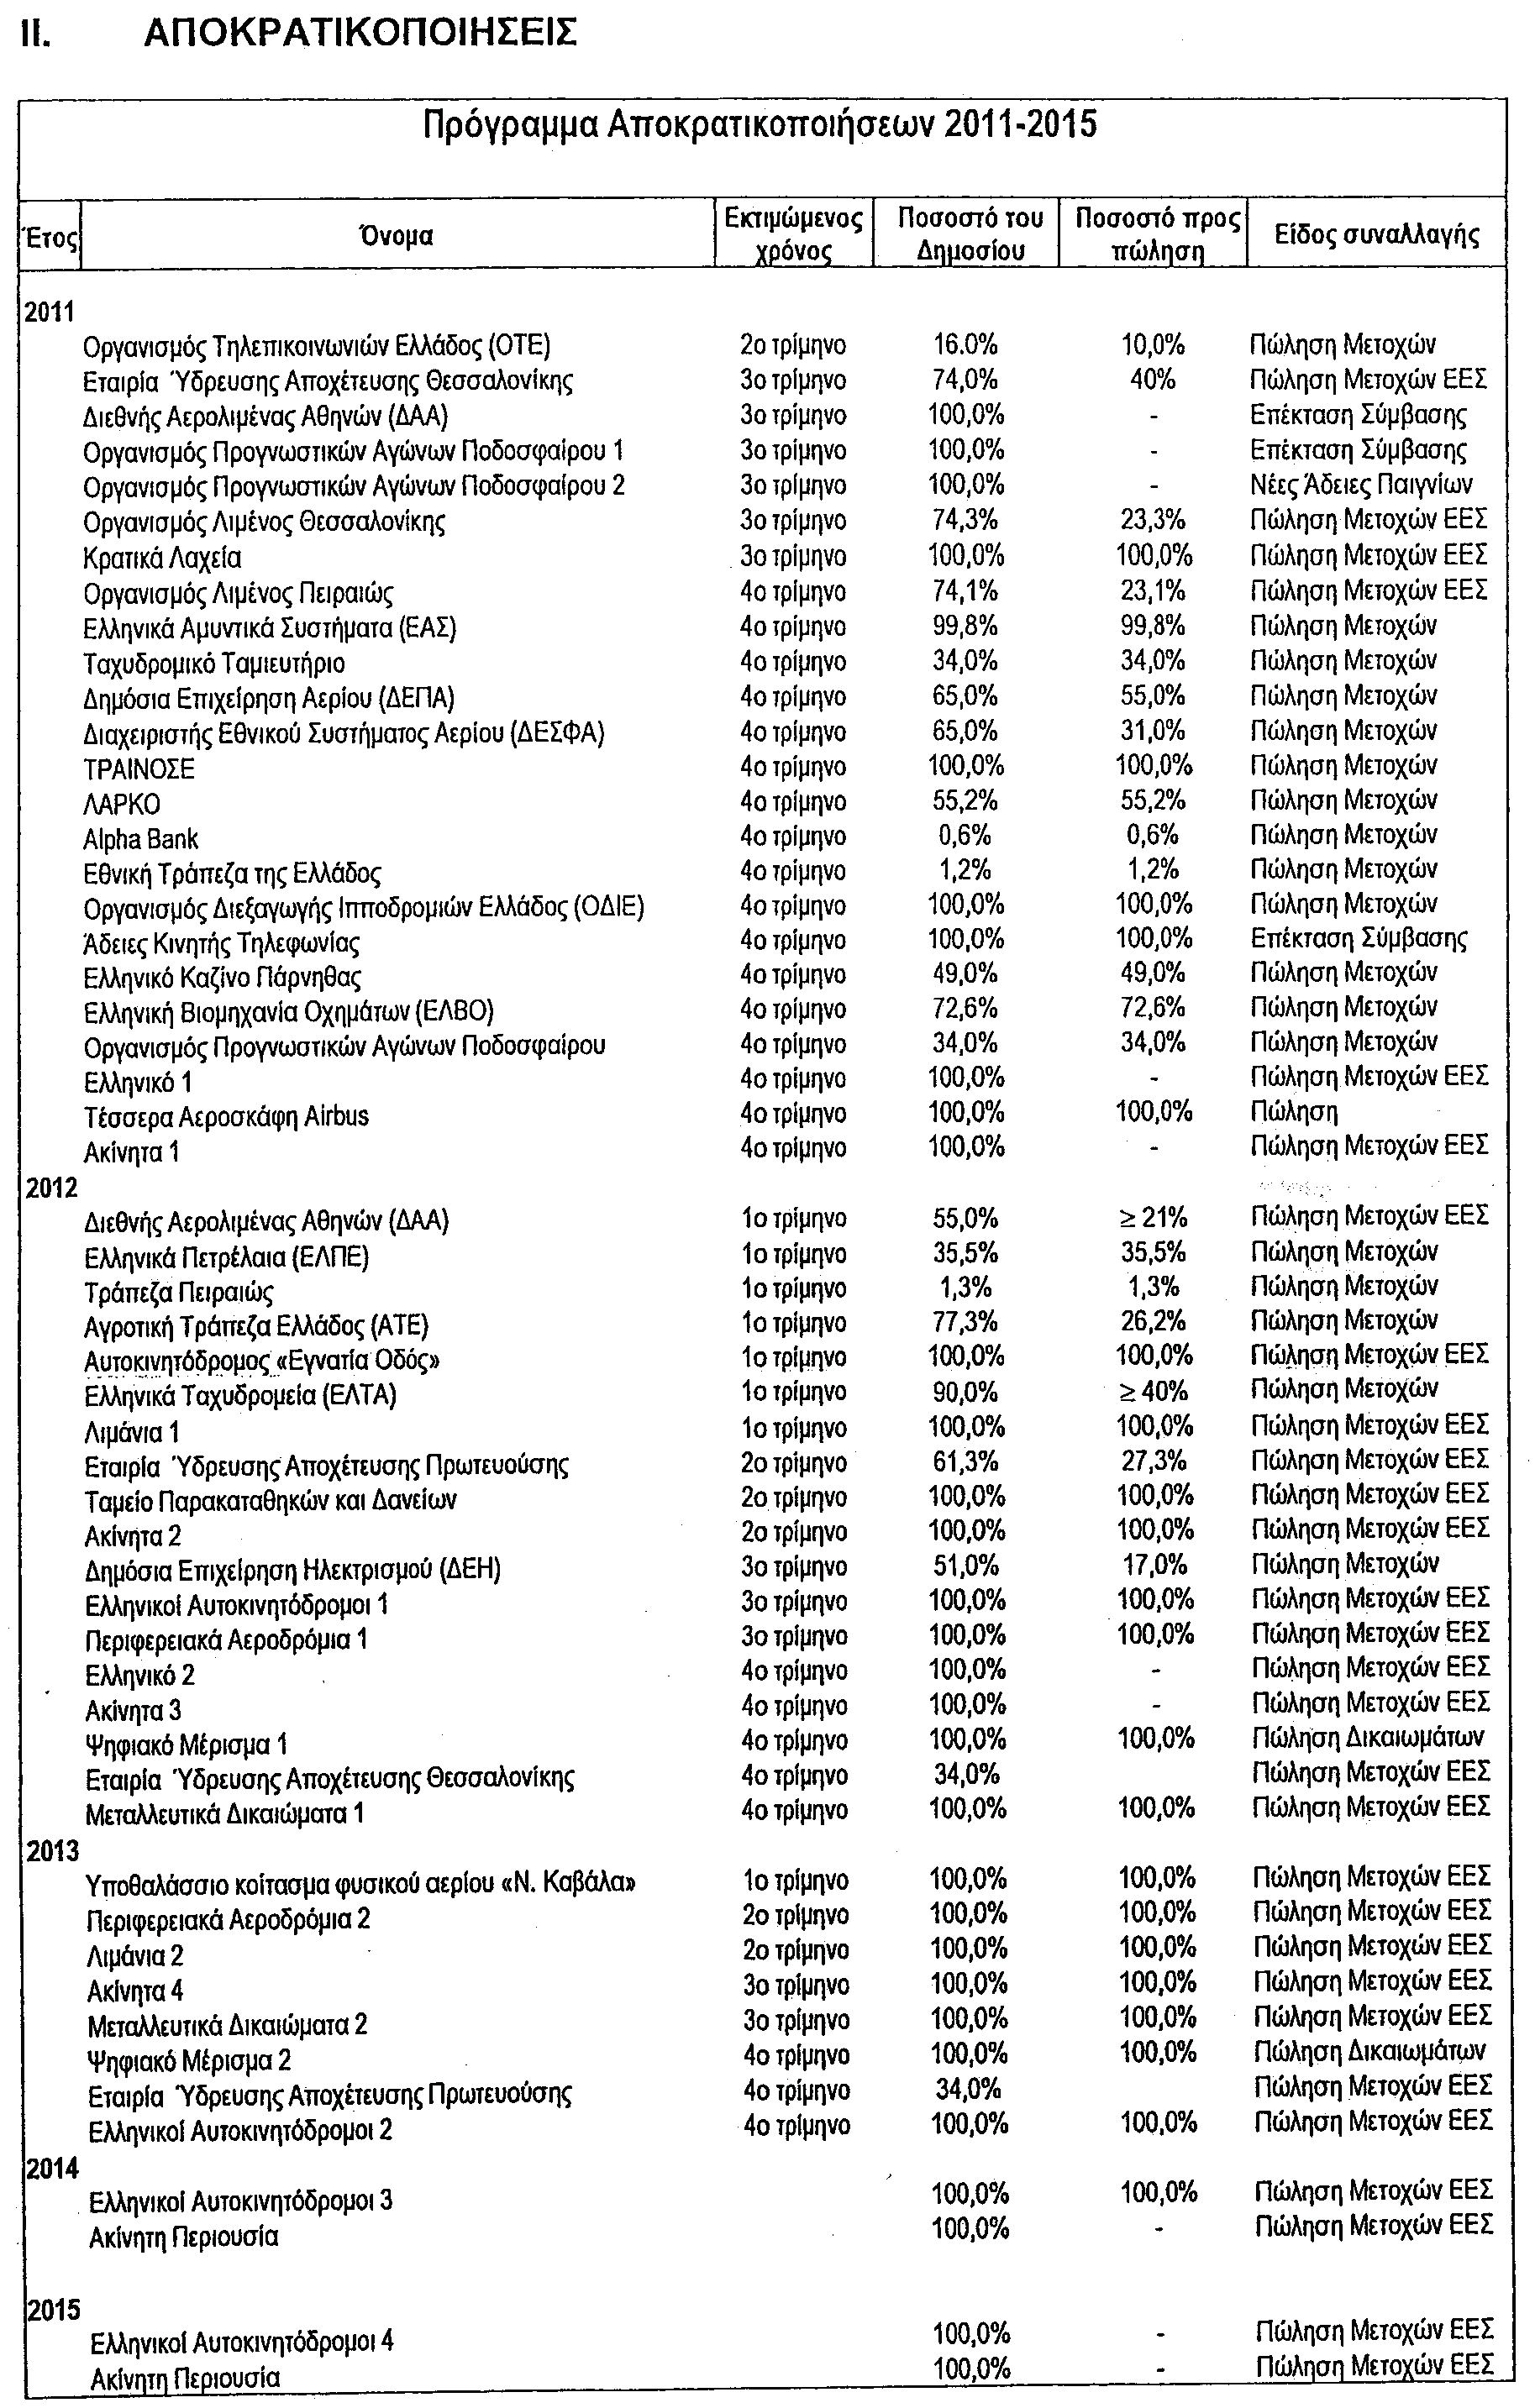 II. ΑΠΟΚΡΑΤΙΚΟΠΟΙΗΣΕΙΣ
Πρόγραμμα Αποκρατικοποιήσεων 2011-2015
Έτος Όνομα Εκτιμώμενος χρόνος Ποσοστό του Δημοσίου Ποσοστό προς πώληση Είδος συναλλαγής
2011
Οργανισμός Τηλεπικοινωνιών Ελλάδος (ΟΤΕ) 2ο τρίμηνο 16.0% 10,0% Πώληση Μετοχών
Εταιρία Ύδρευσης Αποχέτευσης Θεσσαλονίκης 3ο τρίμηνο 74,0% 40% Πώληση Μετοχών ΕΕΣ
Διεθνής Αερολιμένας Αθηνών (ΔΑΑ) 3ο τρίμηνο 100,0% - Επέκταση Σύμβασης
Οργανισμός Προγνωστικών Αγώνων Ποδοσφαίρου 1 3ο τρίμηνο 100,0% - Επέκταση Σύμβασης
Οργανισμός Προγνωστικών Αγώνων Ποδοσφαίρου 2 3ο τρίμηνο 100,0% - Νέες Άδειες Παιγνίων
Οργανισμός Λιμένος Θεσσαλονίκης 3ο τρίμηνο 74,3% 23,3% Πώληση Μετοχών ΕΕΣ
Κρατικά Λαχεία 3ο τρίμηνο 100,0% 100,0% Πώληση Μετοχών ΕΕΣ
Οργανισμός Λιμένος Πειραιώς 4ο τρίμηνο 74,1% 23,1% Πώληση Μετοχών ΕΕΣ
Ελληνικά Αμυντικά Συστήματα (ΕΑΣ) 4ο τρίμηνο 99,8% 99,8% Πώληση Μετοχών
Ταχυδρομικό Ταμιευτήριο 4ο τρίμηνο 34,0% 34,0% Πώληση Μετοχών
Δημόσια Επιχείρηση Αερίου (ΔΕΠΑ) 4ο τρίμηνο 65,0% 55,0% Πώληση Μετοχών
Διαχειριστής Εθνικού Συστήματος Αερίου (ΔΕΣΦΑ) 4ο τρίμηνο 65,0% 31,0% Πώληση Μετοχών
ΤΡΑΙΝΟΣΕ 4ο τρίμηνο 100,0% 100,0% Πώληση Μετοχών
ΛΑΡΚΟ 4ο τρίμηνο 55,2% 55,2% Πώληση Μετοχών
Alpha Bank 4ο τρίμηνο 0,6% 0,6% Πώληση Μετοχών
Εθνική Τράπεζα της Ελλάδος 4ο τρίμηνο 1,2% 1,2% Πώληση Μετοχών
Οργανισμός Διεξαγωγής Ιπποδρομιών Ελλάδος (ΟΔΙΕ) 4ο τρίμηνο 100,0% 100,0% Πώληση Μετοχών
Άδειες Κινητής Τηλεφωνίας 4ο τρίμηνο 100,0% 100,0% Επέκταση Σύμβασης
Ελληνικό Καζίνο Πάρνηθας 4ο τρίμηνο 49,0% 49,0% Πώληση Μετοχών
Ελληνική Βιομηχανία Οχημάτων (ΕΛΒΟ) 4ο τρίμηνο 72,6% 72,6% Πώληση Μετοχών
Οργανισμός Προγνωστικών Αγώνων Ποδοσφαίρου 4ο τρίμηνο 34,0% 34,0% Πώληση Μετοχών
Ελληνικό 1 4ο τρίμηνο 100,0% - Πώληση Μετοχών ΕΕΣ
Τέσσερα Αεροσκάφη Airbus 4ο τρίμηνο 100,0% 100,0% Πώληση
Ακίνητα 1 4ο τρίμηνο 100,0% - Πώληση Μετοχών ΕΕΣ
2012
Διεθνής Αερολιμένας Αθηνών (ΔΑΑ) 1ο τρίμηνο 55,0% ≥ 21% Πώληση Μετοχών ΕΕΣ
Ελληνικά Πετρέλαια (ΕΛΠΕ) 1ο τρίμηνο 35,5% 35,5% Πώληση Μετοχών
Τράπεζα Πειραιώς 1ο τρίμηνο 1,3% 1,3% Πώληση Μετοχών
Αγροτική Τράπεζα Ελλάδος (ΑΤΕ) 1ο τρίμηνο 77,3% 26,2% Πώληση Μετοχών
Αυτοκινητόδρομος «Εγνατία Οδός» 1ο τρίμηνο 100,0% 100,0% Πώληση Μετοχών ΕΕΣ
Ελληνικά Ταχυδρομεία (ΕΛΤΑ) 1ο τρίμηνο 90,0% ≥ 40% Πώληση Μετοχών
Λιμάνια 1 1ο τρίμηνο 100,0% 100,0% Πώληση Μετοχών ΕΕΣ
Εταιρία Ύδρευσης Αποχέτευσης Πρωτευούσης 2ο τρίμηνο 61,3% 27,3% Πώληση Μετοχών ΕΕΣ
Ταμείο Παρακαταθηκών και Δανείων 2ο τρίμηνο 100,0% 100,0% Πώληση Μετοχών ΕΕΣ
Ακίνητα 2 2ο τρίμηνο 100,0% 100,0% Πώληση Μετοχών ΕΕΣ
Δημόσια Επιχείρηση Ηλεκτρισμού (ΔΕΗ) 3ο τρίμηνο 51,0% 17,0% Πώληση Μετοχών
Ελληνικοί Αυτοκινητόδρομοι 1 3ο τρίμηνο 100,0% 100,0% Πώληση Μετοχών ΕΕΣ
Περιφερειακά Αεροδρόμια 1 3ο τρίμηνο 100,0% 100,0% Πώληση Μετοχών ΕΕΣ
Ελληνικό 2 4ο τρίμηνο 100,0% - Πώληση Μετοχών ΕΕΣ
Ακίνητα 3 4ο τρίμηνο 100,0% - Πώληση Μετοχών ΕΕΣ
Ψηφιακό Μέρισμα 1 4ο τρίμηνο 100,0% 100,0% Πώληση Δικαιωμάτων
Εταιρία Ύδρευσης Αποχέτευσης Θεσσαλονίκης 4ο τρίμηνο 34,0% Πώληση Μετοχών ΕΕΣ
Μεταλλευτικά Δικαιώματα 1 4ο τρίμηνο 100,0% 100,0% Πώληση Μετοχών ΕΕΣ
2013
Υποθαλάσσιο κοίτασμα φυσικού αερίου «Ν. Καβάλα» 1ο τρίμηνο 100,0% 100,0% Πώληση Μετοχών ΕΕΣ
Περιφερειακά Αεροδρόμια 2 2ο τρίμηνο 100,0% 100,0% Πώληση Μετοχών ΕΕΣ
Λιμάνια 2 2ο τρίμηνο 100,0% 100,0% Πώληση Μετοχών ΕΕΣ
Ακίνητα 4 3ο τρίμηνο 100,0% 100,0% Πώληση Μετοχών ΕΕΣ
Μεταλλευτικά Δικαιώματα 2 3ο τρίμηνο 100,0% 100,0% Πώληση Μετοχών ΕΕΣ
Ψηφιακό Μέρισμα 2 4ο τρίμηνο 100,0% 100,0% Πώληση Δικαιωμάτων
Εταιρία Ύδρευσης Αποχέτευσης Πρωτευούσης 4ο τρίμηνο 34,0% Πώληση Μετοχών ΕΕΣ
Ελληνικοί Αυτοκινητόδρομοι 2 4ο τρίμηνο 100,0% 100,0% Πώληση Μετοχών ΕΕΣ
2014
Ελληνικοί Αυτοκινητόδρομοι 3 100,0% 100,0% Πώληση Μετοχών ΕΕΣ
Ακίνητη Περιουσία 100,0% - Πώληση Μετοχών ΕΕΣ
2015
Ελληνικοί Αυτοκινητόδρομοι 4 100,0% - Πώληση Μετοχών ΕΕΣ
Ακίνητη Περιουσία 100,0% - Πώληση Μετοχών ΕΕΣ